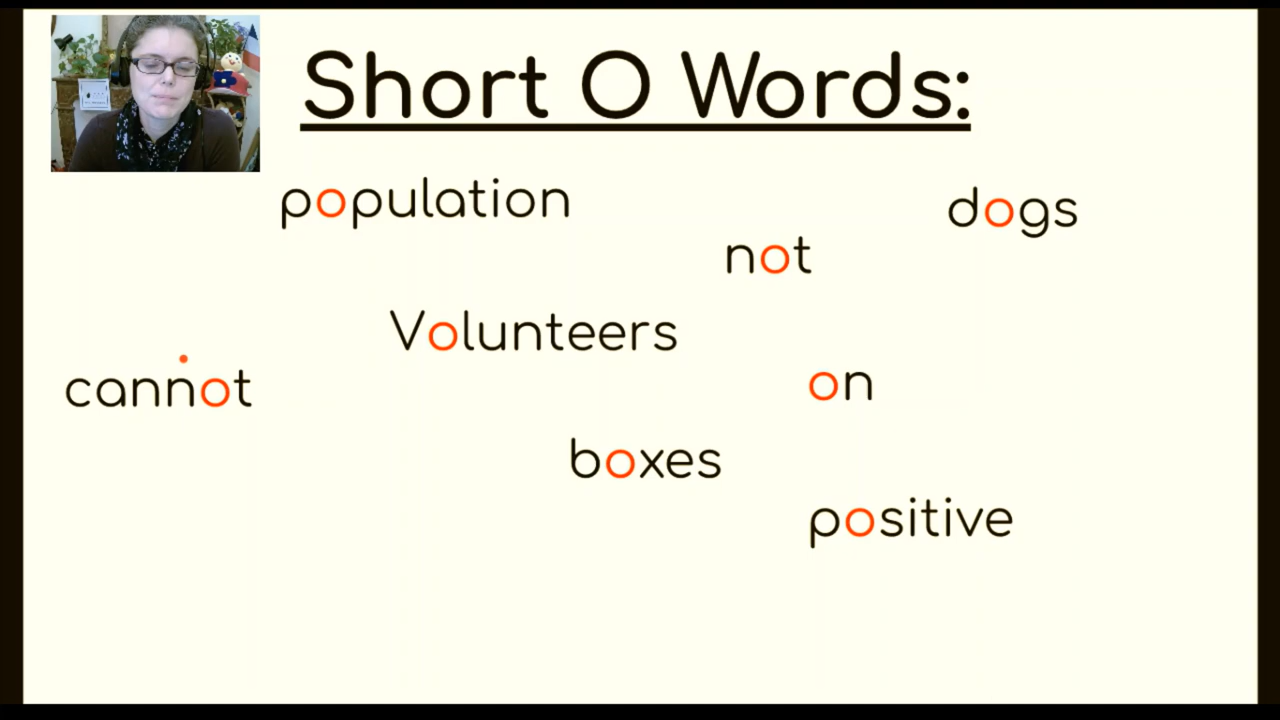 Short O Words:
population
dogs
not
Volunteers
cannot
on
boxes
positive